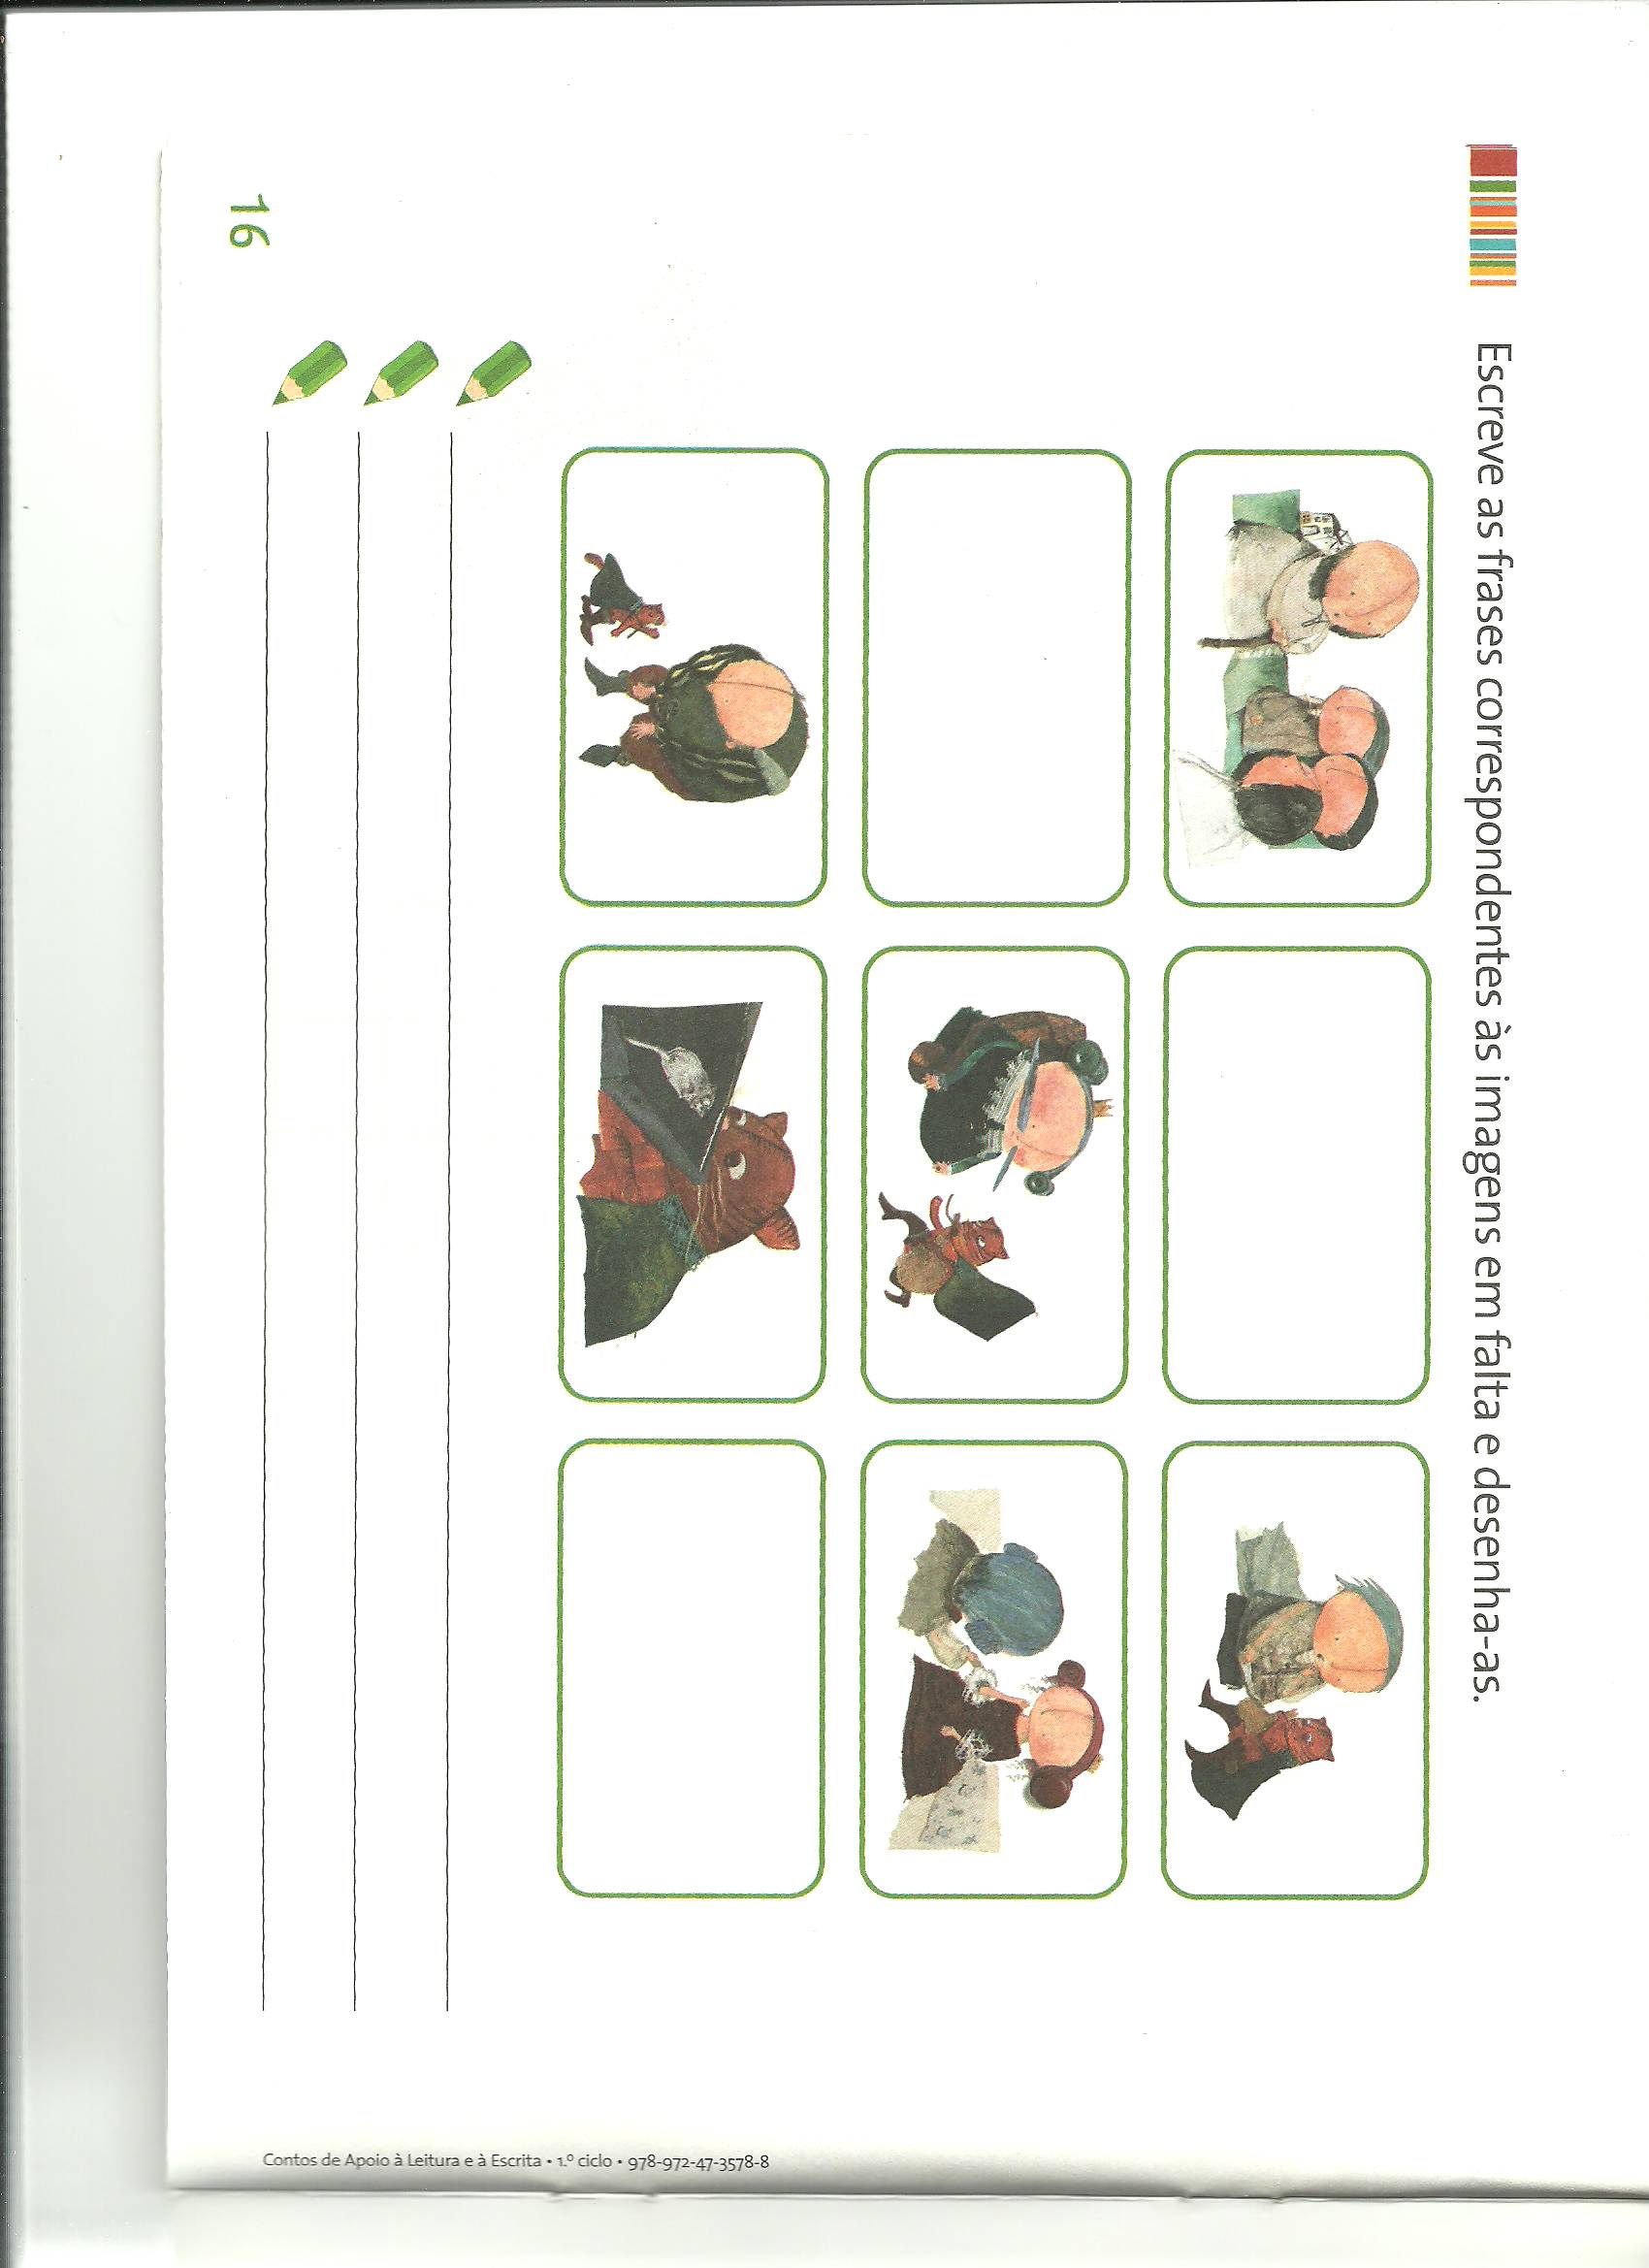 Escreve as frases correspondentes às imagens em falta e desenha-as.
16
Contos de Apoio à Leitura e à Escrita • 1.º ciclo • 978-972-47-3578-8